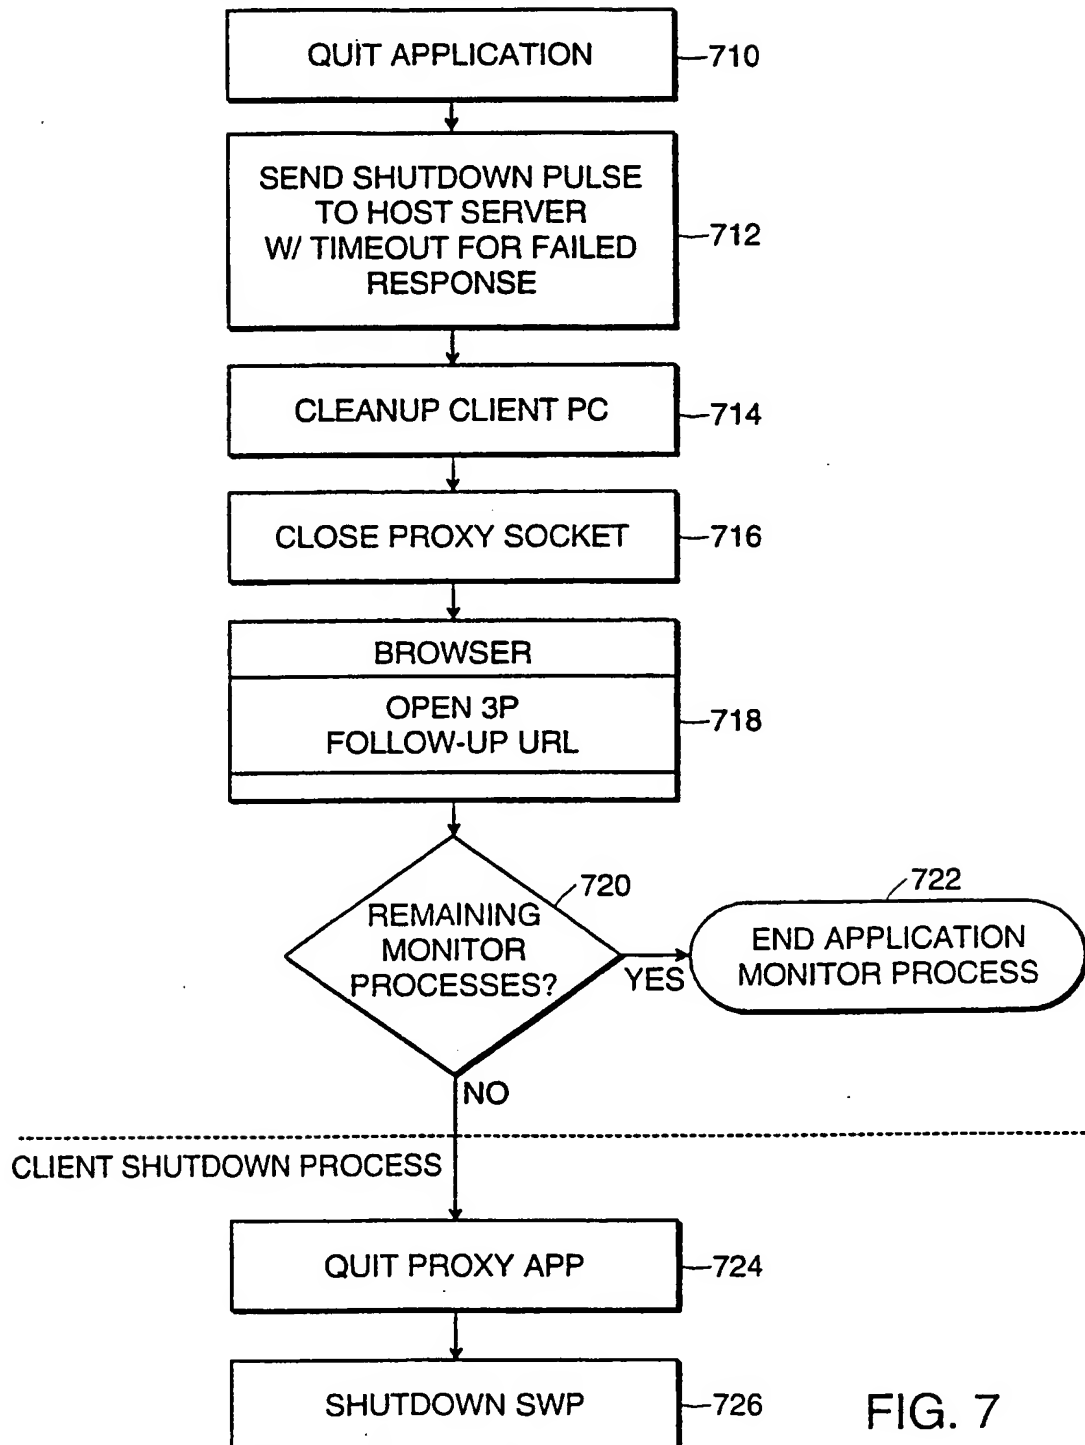 QUIT APPLICATION
710
SEND SHUTDOWN PULSE
TO HOST SERVER
W/ TIMEOUT FOR FAILED
RESPONSE
712
CLEANUP CLIENT PC
714
CLOSE PROXY SOCKET
716
BROWSER
OPEN 3P
FOLLOW-UP URL
718
REMAINING
MONITOR
PROCESSES?
720
YES
722
END APPLICATION
MONITOR PROCESS
NO
CLIENT SHUTDOWN PROCESS
QUIT PROXY APP
724
SHUTDOWN SWP
726
FIG. 7